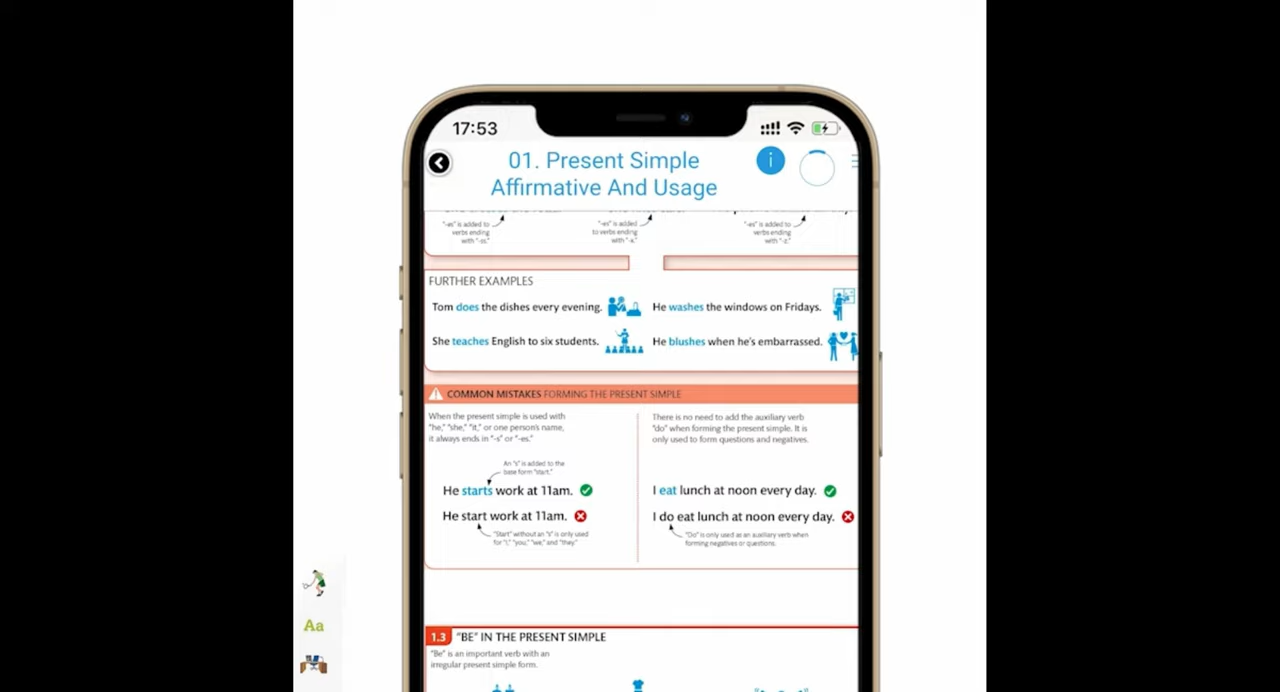 17:53
01. Present Simple
Affirmative And Usage
"-es" is added to
verbs ending
with "-ss."
"-es" is added
to verbs ending
with "-x."
"-es" is added to
verbs ending
with "-z."
FURTHER EXAMPLES
Tom does the dishes every evening.
He washes the windows on Fridays.
She teaches English to six students.
He blushes when he's embarrassed.
COMMON MISTAKES FORMING THE PRESENT SIMPLE
When the present simple is used with
"he," "she," "it," or one person's name,
it always ends in "-s" or "-es."
An "s" is added to the
base form "start."
He starts work at 11am.
He start work at 11am.
"Start" without an "s" is only used
for "I," "you," "we," and "they."
There is no need to add the auxiliary verb
"do" when forming the present simple. It is
only used to form questions and negatives.
I eat lunch at noon every day.
I do eat lunch at noon every day.
"Do" is only used as an auxiliary verb when
forming negatives or questions.
Aa
1.3 "BE" IN THE PRESENT SIMPLE
"Be" is an important verb with an
irregular present simple form.